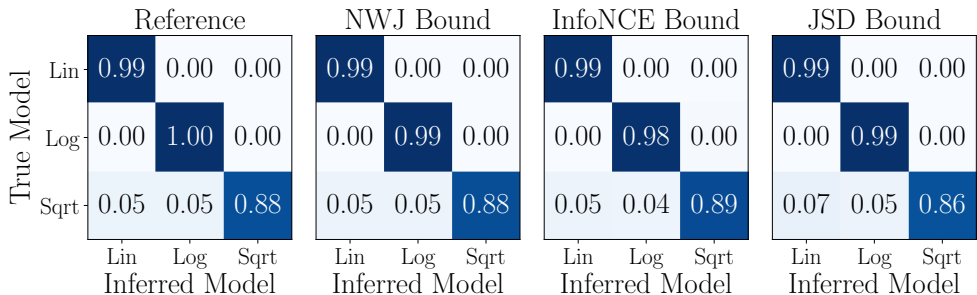 Reference NWJ Bound InfoNCE Bound JSD Bound
True Model
Lin 0.99 0.00 0.00 0.99 0.00 0.00 0.99 0.00 0.00 0.99 0.00 0.00
Log 0.00 1.00 0.00 0.00 0.99 0.00 0.00 0.98 0.00 0.00 0.99 0.00
Sqrt 0.05 0.05 0.88 0.05 0.05 0.88 0.05 0.04 0.89 0.07 0.05 0.86
Lin Log Sqrt Lin Log Sqrt Lin Log Sqrt Lin Log Sqrt
Inferred Model Inferred Model Inferred Model Inferred Model